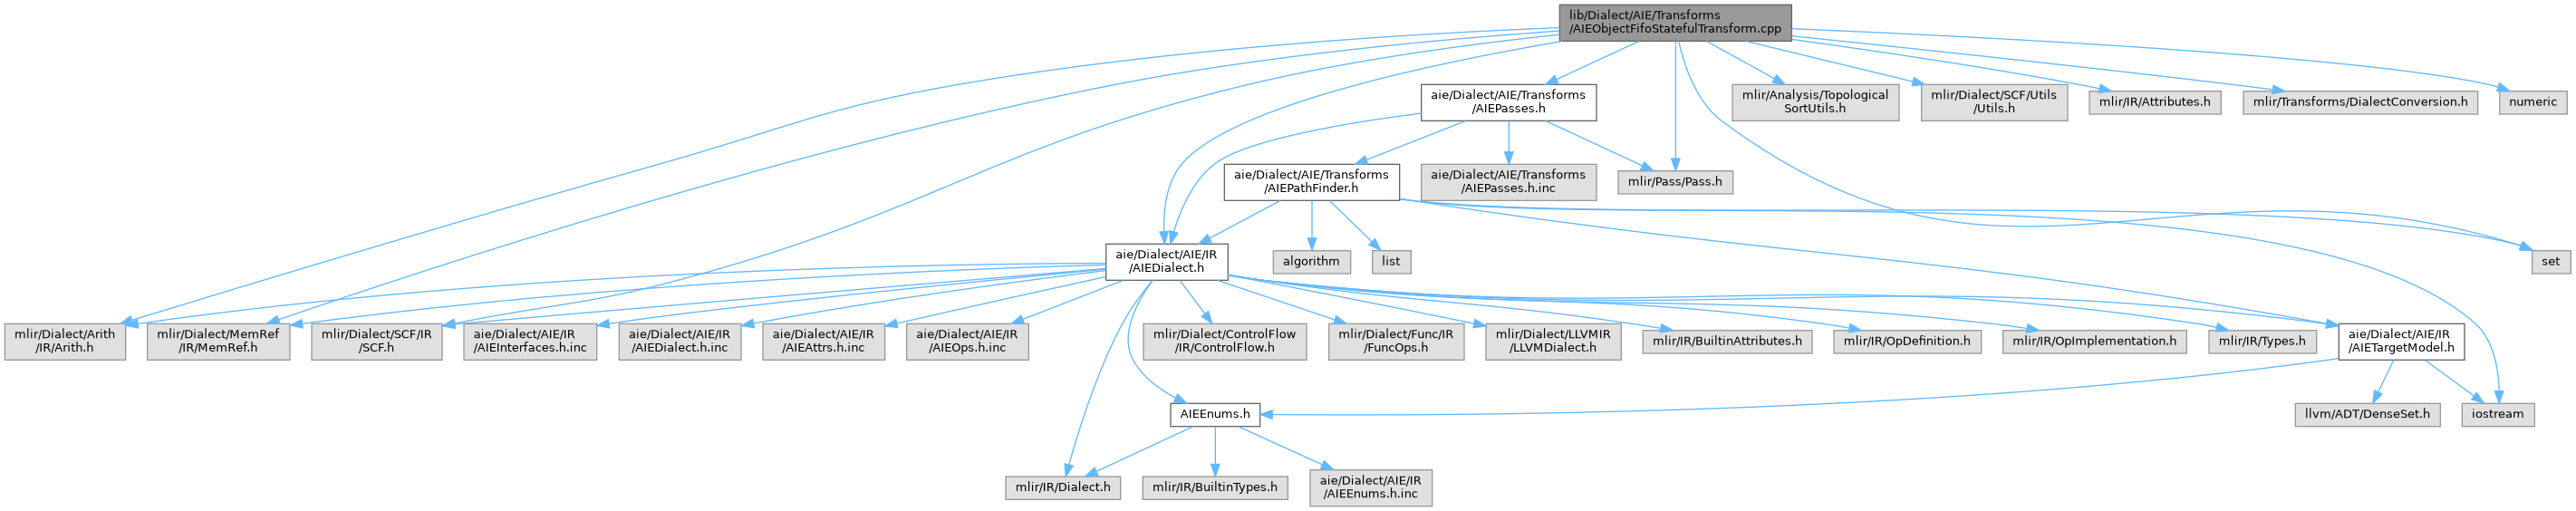 lib/Dialect/AIE/Transforms
/AIEObjectFifoStatefulTransform.cpp
aie/Dialect/AIE/Transforms
/AIEPasses.h
mlir/Analysis/Topological
SortUtils.h
mlir/Dialect/SCF/Utils
/Utils.h
mlir/IR/Attributes.h
mlir/Transforms/DialectConversion.h
numeric
aie/Dialect/AIE/Transforms
/AIEPathFinder.h
aie/Dialect/AIE/Transforms
/AIEPasses.h.inc
mlir/Pass/Pass.h
aie/Dialect/AIE/IR
/AIEDialect.h
algorithm
list
set
mlir/Dialect/Arith
/IR/Arith.h
mlir/Dialect/MemRef
/IR/MemRef.h
mlir/Dialect/SCF/IR
/SCF.h
aie/Dialect/AIE/IR
/AIEInterfaces.h.inc
aie/Dialect/AIE/IR
/AIEDialect.h.inc
aie/Dialect/AIE/IR
/AIEAttrs.h.inc
aie/Dialect/AIE/IR
/AIEOps.h.inc
mlir/Dialect/ControlFlow
/IR/ControlFlow.h
mlir/Dialect/Func/IR
/FuncOps.h
mlir/Dialect/LLVMIR
/LLVMDialect.h
mlir/IR/BuiltinAttributes.h
mlir/IR/OpDefinition.h
mlir/IR/OpImplementation.h
mlir/IR/Types.h
aie/Dialect/AIE/IR
/AIETargetModel.h
AIEEnums.h
llvm/ADT/DenseSet.h
iostream
mlir/IR/Dialect.h
mlir/IR/BuiltinTypes.h
aie/Dialect/AIE/IR
/AIEEnums.h.inc